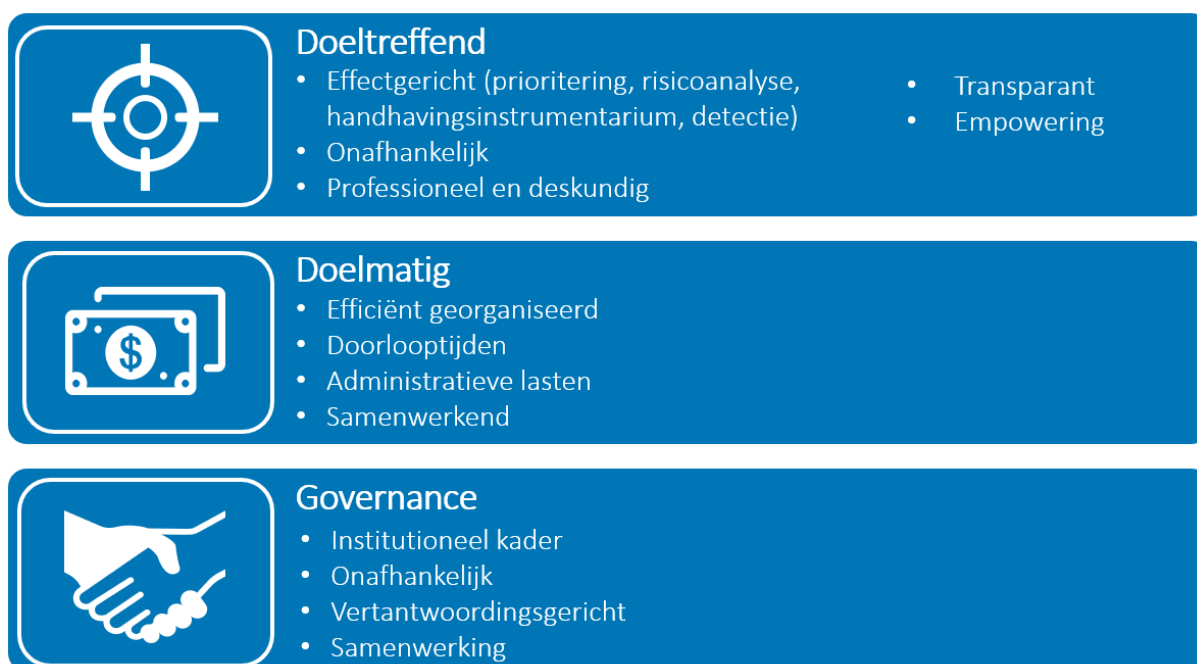 Doeltreffend
• Effectgericht (prioritering, risicoanalyse,
handhavingsinstrumentarium, detectie)
• Onafhankelijk
• Professioneel en deskundig
• Transparant
• Empowering
Doelmatig
• Efficiënt georganiseerd
• Doorlooptijden
• Administratieve lasten
• Samenwerkend
$
Governance
• Institutioneel kader
• Onafhankelijk
• Vertantwoordingsgericht
• Samenwerking